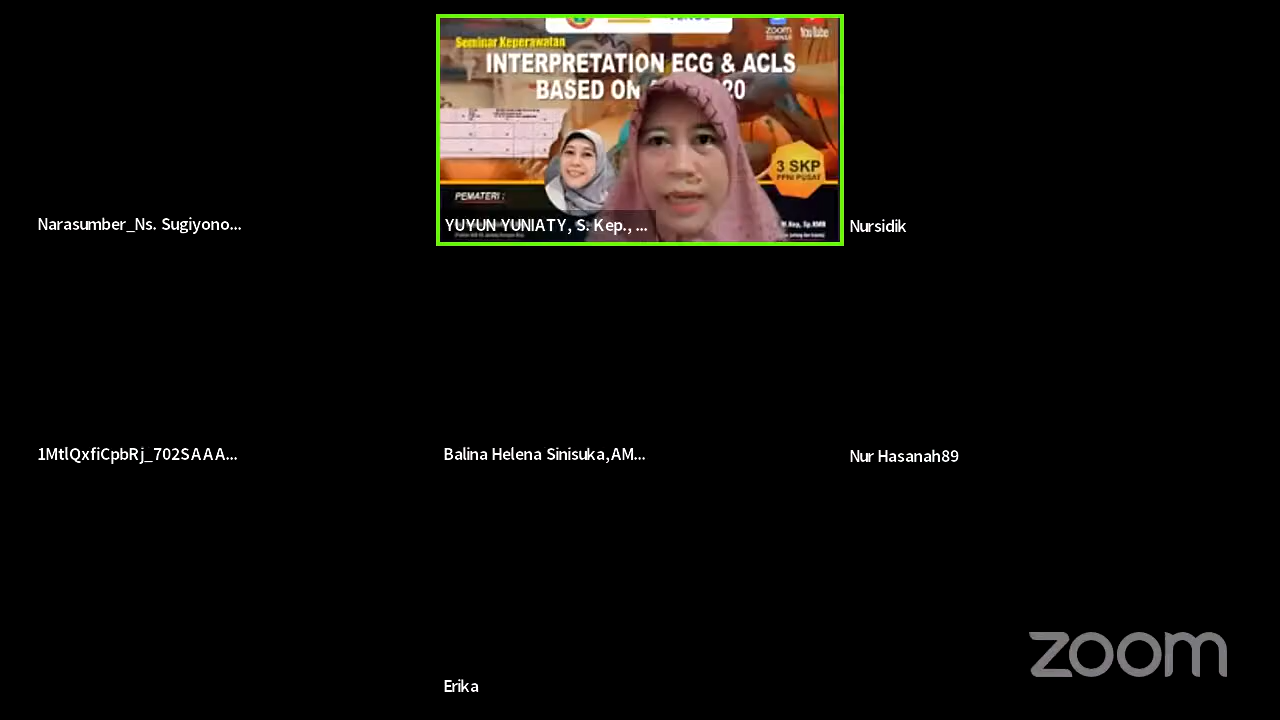 zoom
YouTube
Seminar Keperawatan
INTERPRETATION ECG & ACLS
BASED ON
20
3 SKP
PPNI PUSAT
PEMATERI :
YUYUN YUNIATY, S. Kep., ...
Narasumber_Ns. Sugiyono...
Nursidik
1MtlQxfiCpbRj_702SAAA...
Balina Helena Sinisuka,AM...
Nur Hasanah89
Erika
zoom